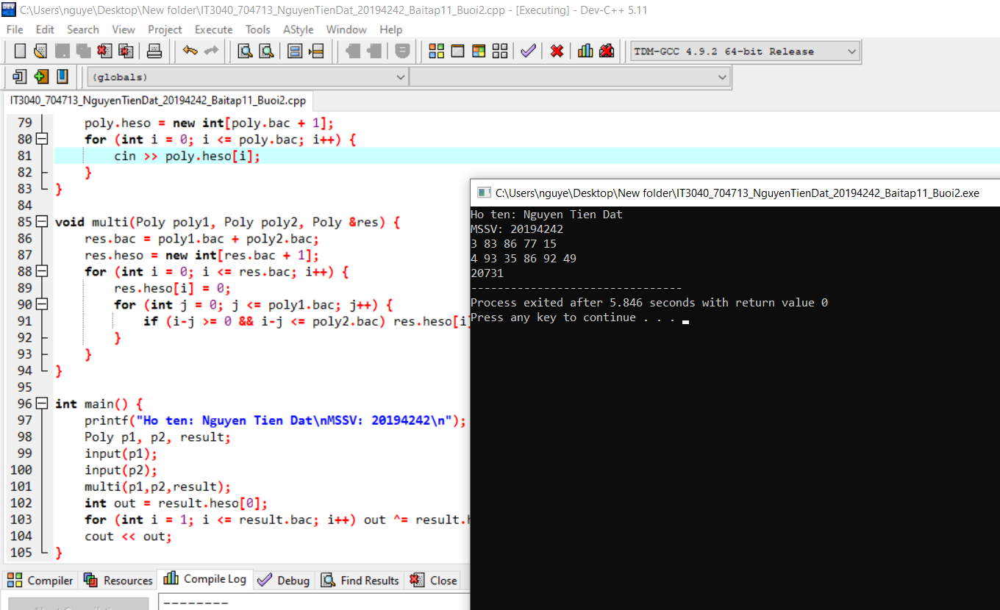 C:\Users\nguye\Desktop\New folder\IT3040_704713_NguyenTienDat_20194242_Baitap11_Buoi2.cpp - [Executing] - Dev-C++ 5.11
File Edit Search View Project Execute Tools AStyle Window Help
TDM-GCC 4.9.2 64-bit Release
(globals)
IT3040_704713_NguyenTienDat_20194242_Baitap11_Buoi2.cpp
79 poly.heso = new int[poly.bac + 1];
80 for (int i = 0; i <= poly.bac; i++) {
81 cin >> poly.heso[i];
82 }
83 }
84
85 void multi(Poly poly1, Poly poly2, Poly &res) {
86 res.bac = poly1.bac + poly2.bac;
87 res.heso = new int[res.bac + 1];
88 for (int i = 0; i <= res.bac; i++) {
89 res.heso[i] = 0;
90 for (int j = 0; j <= poly1.bac; j++) {
91 if (i-j >= 0 && i-j <= poly2.bac) res.heso[i]
92 }
93 }
94 }
95
96 int main() {
97 printf("Ho ten: Nguyen Tien Dat\nMSSV: 20194242\n");
98 Poly p1, p2, result;
99 input(p1);
100 input(p2);
101 multi(p1,p2,result);
102 int out = result.heso[0];
103 for (int i = 1; i <= result.bac; i++) out ^= result.
104 cout << out;
105 }
C:\Users\nguye\Desktop\New folder\IT3040_704713_NguyenTienDat_20194242_Baitap11_Buoi2.exe
Ho ten: Nguyen Tien Dat
MSSV: 20194242
3 83 86 77 15
4 93 35 86 92 49
20731
--------------------------------
Process exited after 5.846 seconds with return value 0
Press any key to continue . . .
Compiler Resources Compile Log Debug Find Results Close
--------